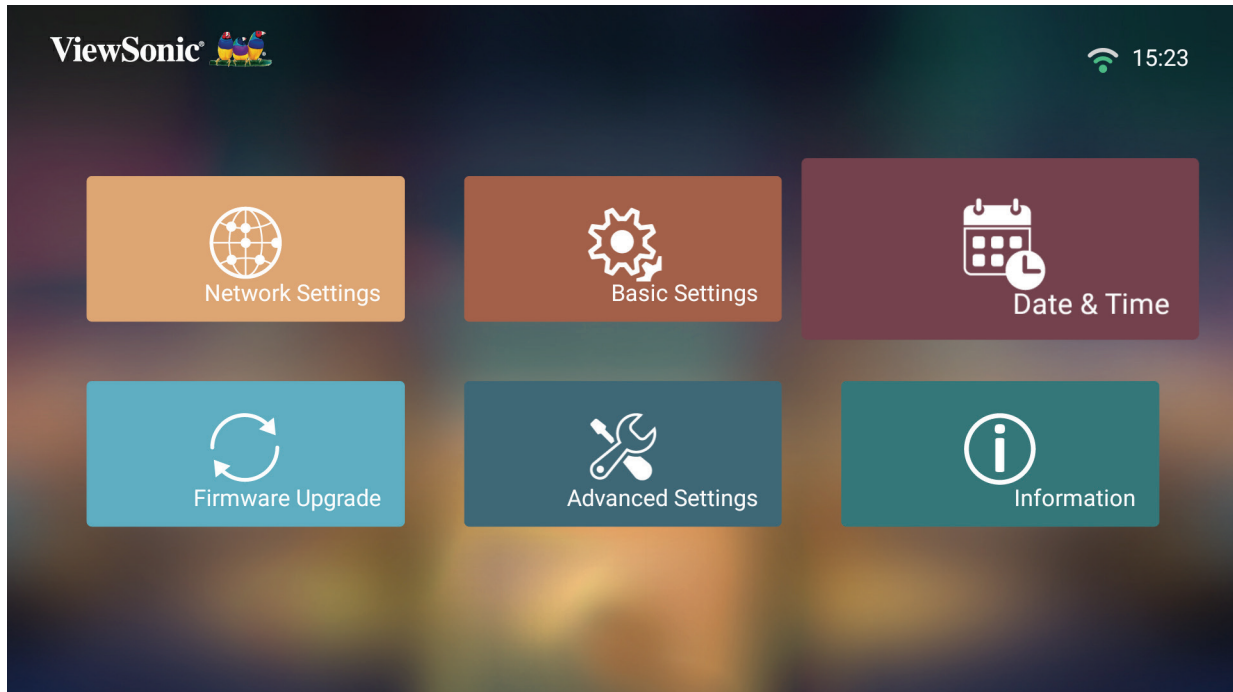 ViewSonic®
15:23
Network Settings
Basic Settings
Date & Time
Firmware Upgrade
Advanced Settings
Information